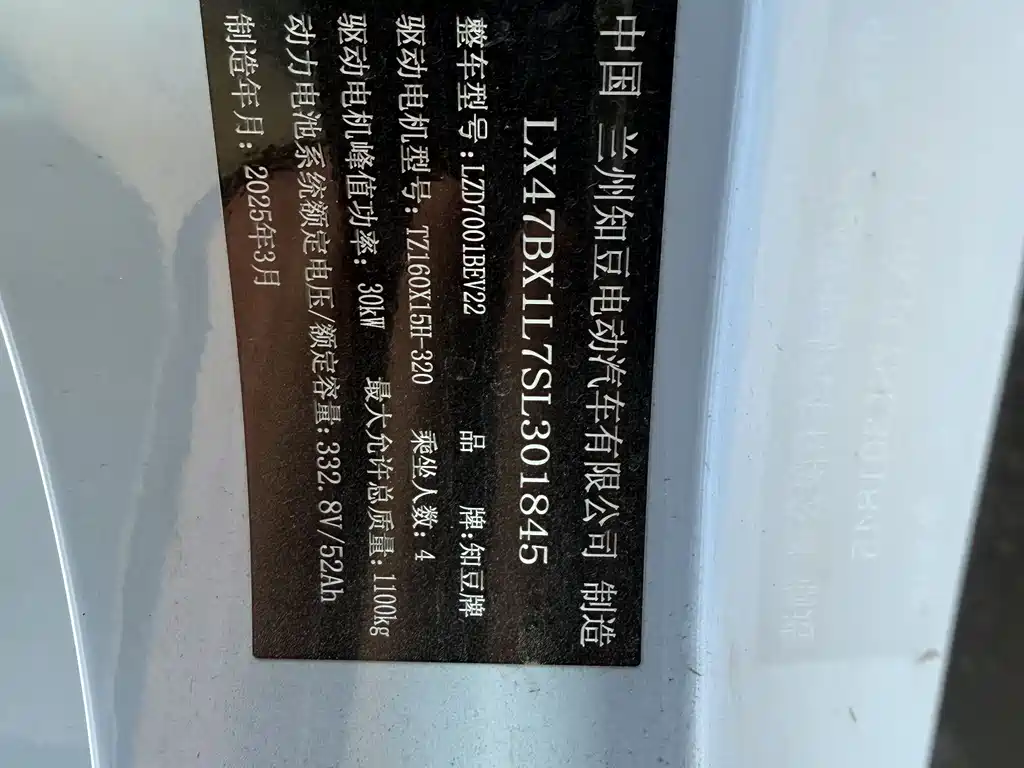 中国 兰州知豆电动汽车有限公司 制造
LX47BX1L7SL301845
整车型号:LZD7001BEV22 品 牌:知豆牌
驱动电机型号:TZ160X15H-320 乘坐人数:4
驱动电机峰值功率:30kW 最大允许总质量:1100kg
动力电池系统额定电压/额定容量:332.8V/52Ah
制造年月:2025年3月